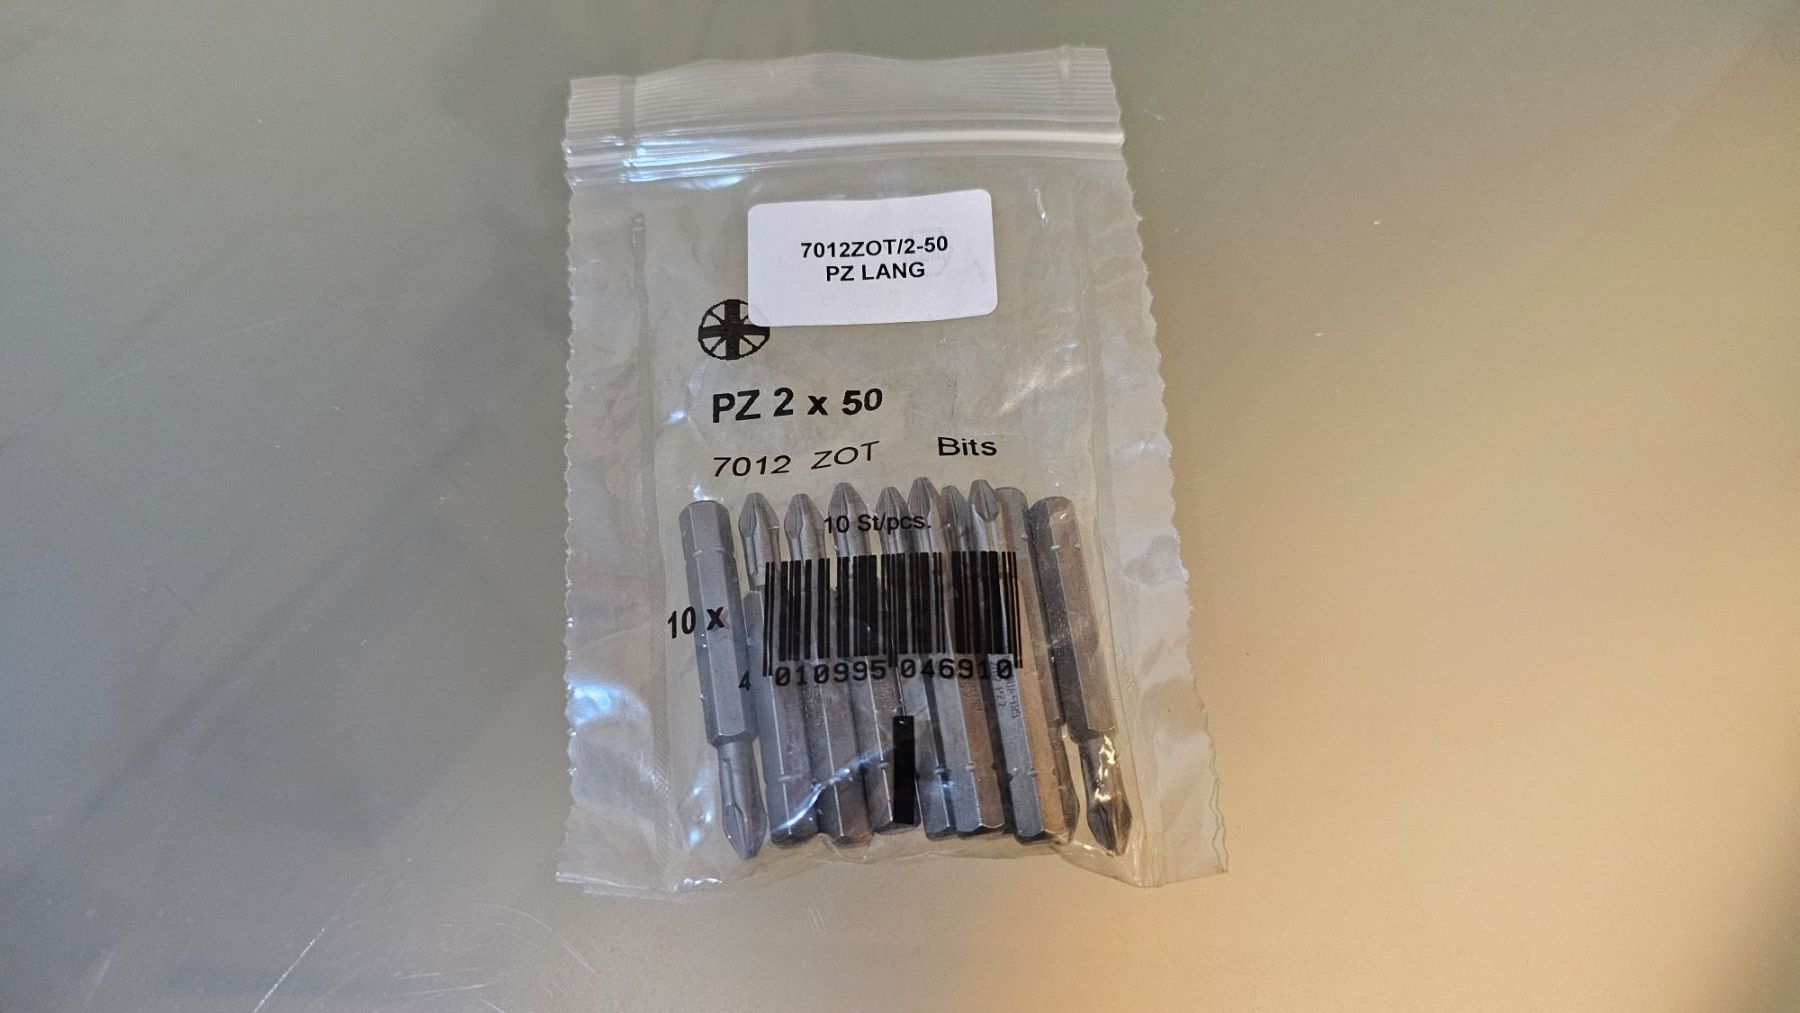 7012ZOT/2-50
PZ LANG
PZ 2 x 50
7012 ZOT Bits
10 St/pcs.
10 x
4 010995 046910